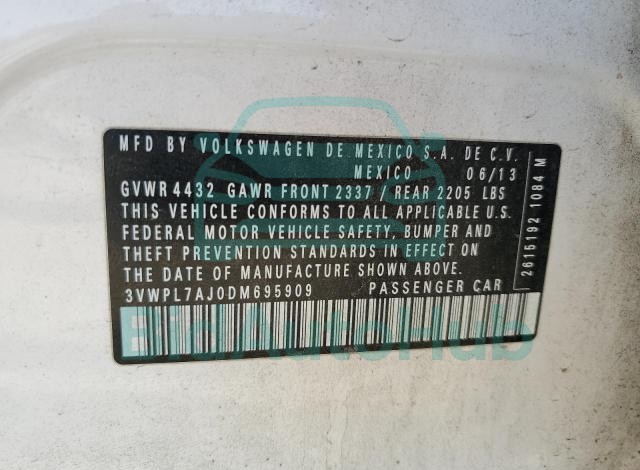 MFD BY VOLKSWAGEN DE MEXICO S.A. DE C.V.
MEXICO 06/13
GVWR 4432 GAWR FRONT 2337 / REAR 2205 LBS
THIS VEHICLE CONFORMS TO ALL APPLICABLE U.S.
FEDERAL MOTOR VEHICLE SAFETY, BUMPER AND
THEFT PREVENTION STANDARDS IN EFFECT ON
THE DATE OF MANUFACTURE SHOWN ABOVE.
3VWPL7AJ0DM695909 PASSENGER CAR
2615192 1084 M
BidAutoHub